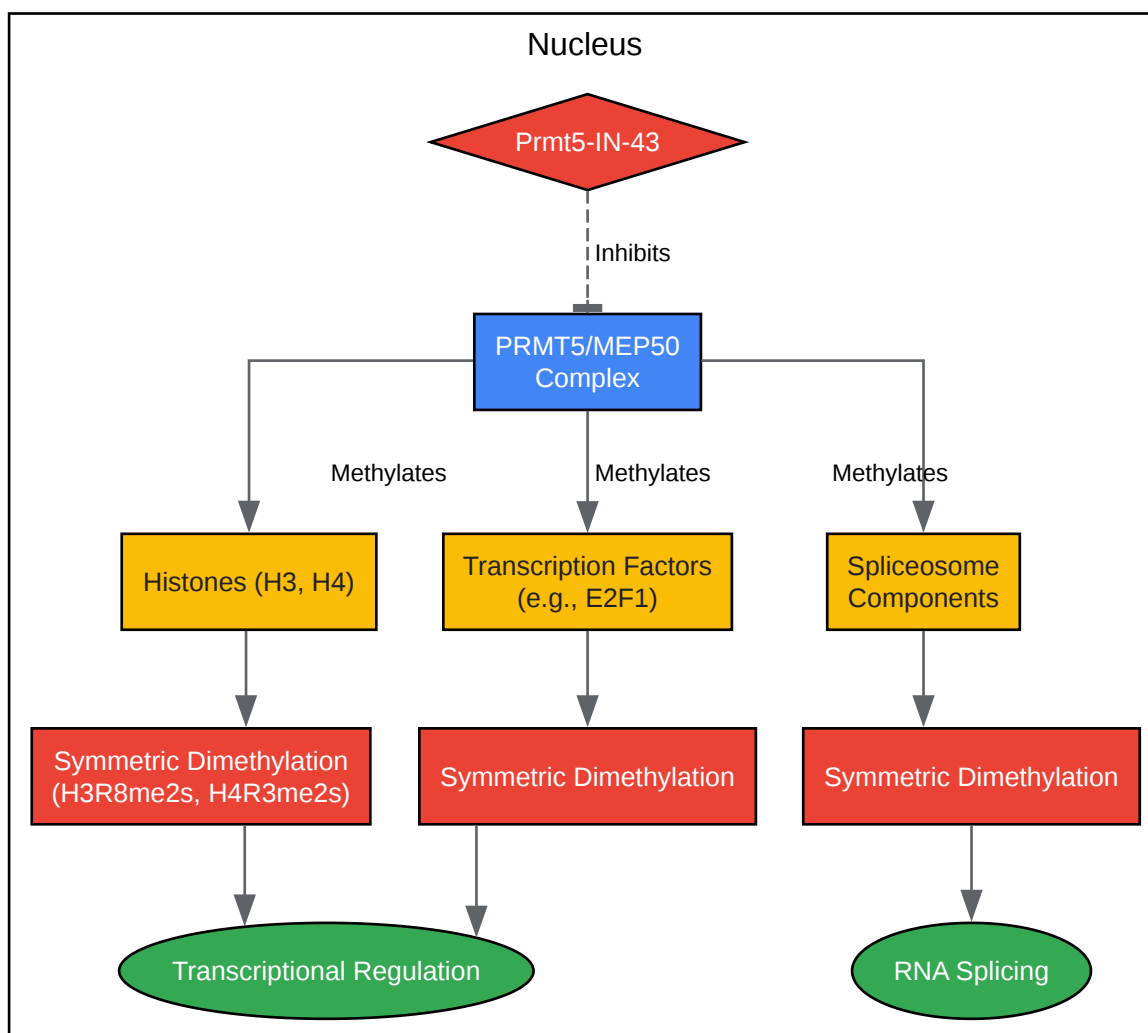 Nucleus
Prmt5-IN-43
Inhibits
PRMT5/MEP50
Complex
Methylates
Methylates
Methylates
Histones (H3, H4)
Transcription Factors
(e.g., E2F1)
Spliceosome
Components
Symmetric Dimethylation
(H3R8me2s, H4R3me2s)
Symmetric Dimethylation
Symmetric Dimethylation
Transcriptional Regulation
RNA Splicing